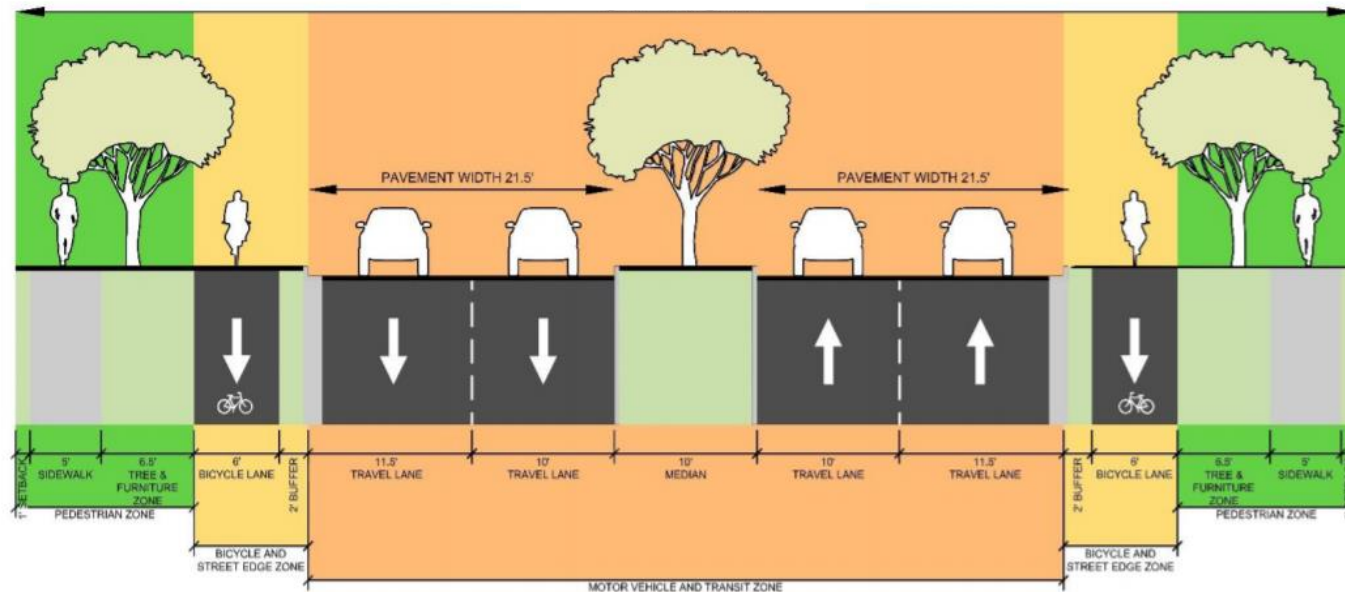 PAVEMENT WIDTH 21.5'
PAVEMENT WIDTH 21.5'
1' SETBACK
5'
SIDEWALK
6.5'
TREE &
FURNITURE
ZONE
6'
BICYCLE LANE
2' BUFFER
11.5'
TRAVEL LANE
10'
TRAVEL LANE
10'
MEDIAN
10'
TRAVEL LANE
11.5'
TRAVEL LANE
2' BUFFER
6'
BICYCLE LANE
6.5'
TREE &
FURNITURE
ZONE
5'
SIDEWALK
PEDESTRIAN ZONE
PEDESTRIAN ZONE
BICYCLE AND
STREET EDGE ZONE
BICYCLE AND
STREET EDGE ZONE
MOTOR VEHICLE AND TRANSIT ZONE